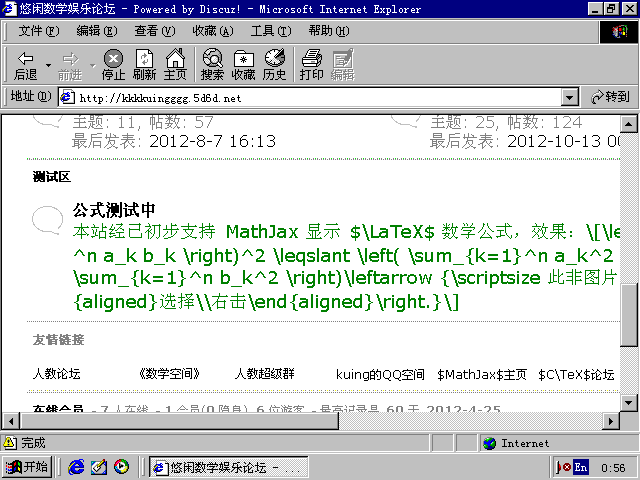 悠闲数学娱乐论坛 - Powered by Discuz! - Microsoft Internet Explorer
文件(F) 编辑(E) 查看(V) 收藏(A) 工具(T) 帮助(H)
后退 前进 停止 刷新 主页 搜索 收藏 历史 打印 编辑
地址(D) http://kkkkuingggg.5d6d.net 转到
主题: 11, 帖数: 57 主题: 25, 帖数: 124
最后发表: 2012-8-7 16:13 最后发表: 2012-10-13 00
测试区
公式测试中
本站经已初步支持 MathJax 显示 $\LaTeX$ 数学公式，效果：\[\le
^n a_k b_k \right)^2 \leqslant \left( \sum_{k=1}^n a_k^2
\sum_{k=1}^n b_k^2 \right)\leftarrow {\scriptsize 此非图片
{aligned}选择\\右击\end{aligned}\right.}\]
友情链接
人教论坛 《数学空间》 人教超级群 kuing的QQ空间 $MathJax$主页 $C\TeX$论坛
在线会员 - 7 人在线 - 1 会员(0 隐身), 6 位游客 - 最高记录是 60 于 2012-4-25.
完成 Internet
开始 悠闲数学娱乐论坛 - ... En 0:56